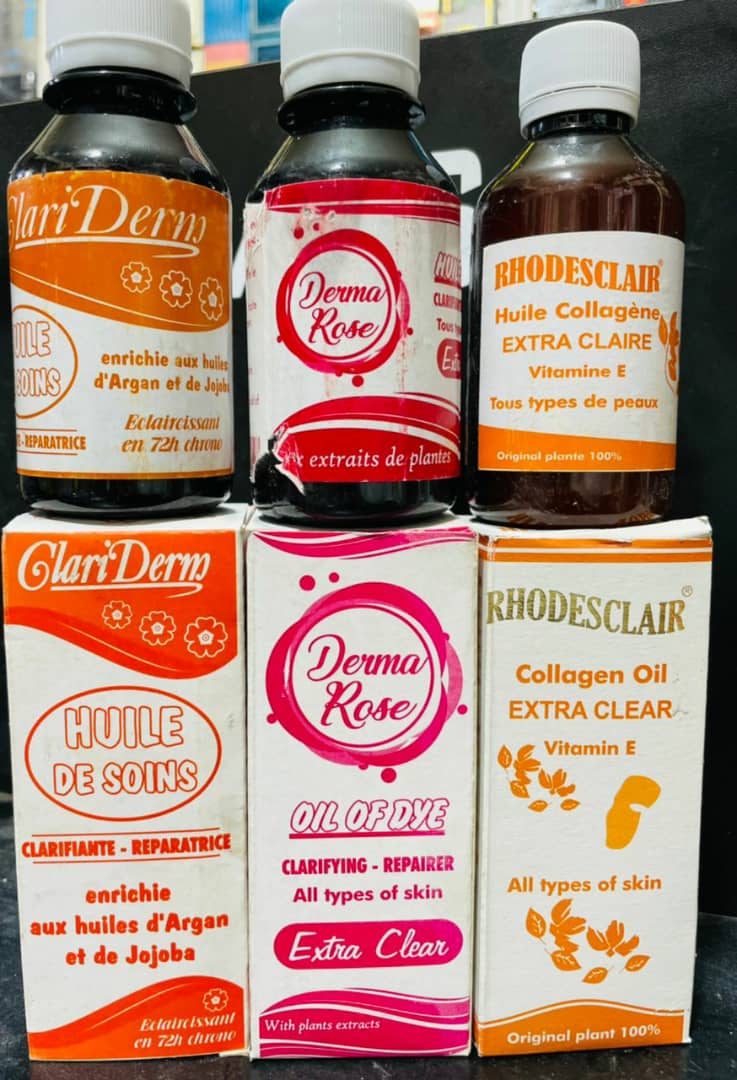 ClariDerm
HUILE
SOINS
enrichie aux huiles
d'Argan et de Jojoba
REPARATRICE
Eclaircissant
en 72h chrono
Derma
Rose
Tous
extraits de plantes
RHODESCLAIR®
Huile Collagène
EXTRA CLAIRE
Vitamine E
Tous types de peaux
Original plante 100%
ClariDerm
HUILE
DE SOINS
CLARIFIANTE - REPARATRICE
enrichie
aux huiles d'Argan
et de Jojoba
Eclaircissant
en 72h chrono
Derma
Rose
OIL OF DYE
CLARIFYING - REPAIRER
All types of skin
Extra Clear
With plants extracts
RHODESCLAIR®
Collagen Oil
EXTRA CLEAR
Vitamin E
All types of skin
Original plant 100%